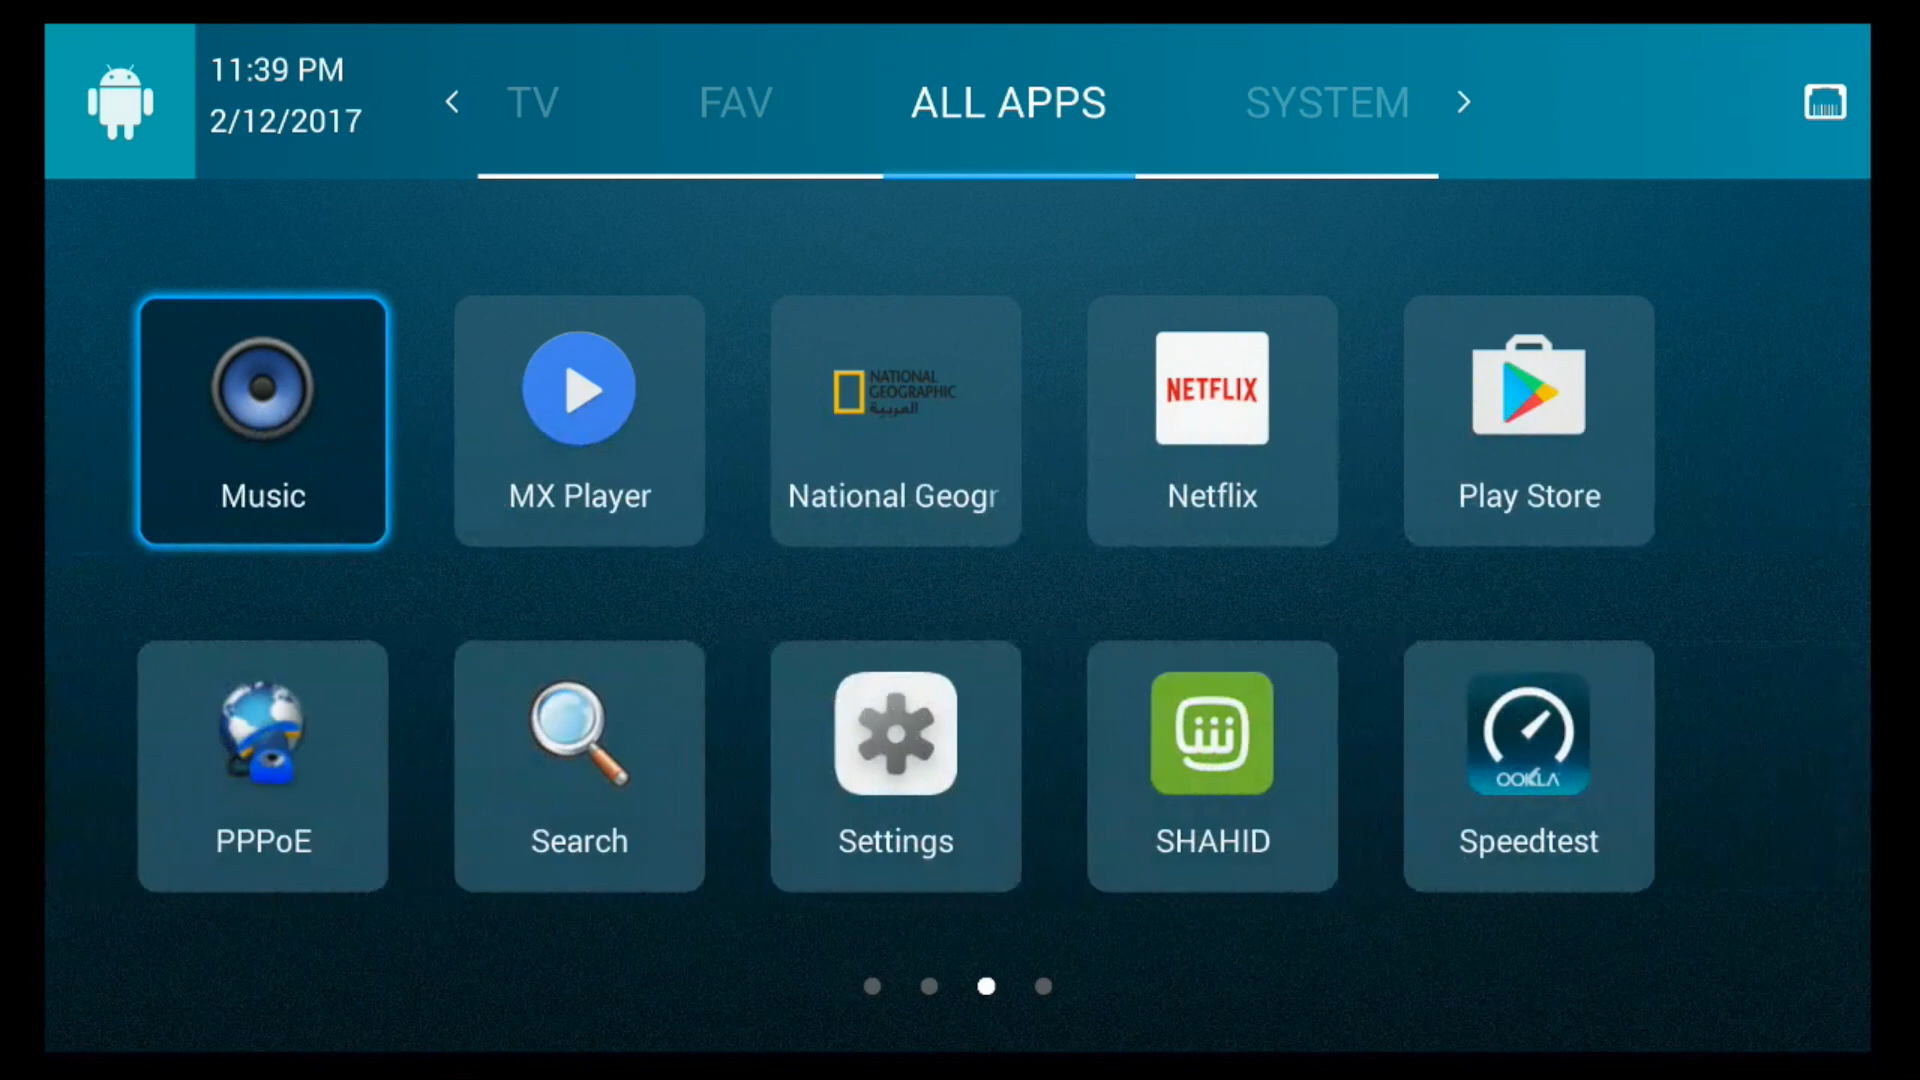 11:39 PM
2/12/2017
TV
FAV
ALL APPS
SYSTEM
NATIONAL
GEOGRAPHIC
العربية
NETFLIX
Music
MX Player
National Geogr
Netflix
Play Store
OOKLA
PPPoE
Search
Settings
SHAHID
Speedtest